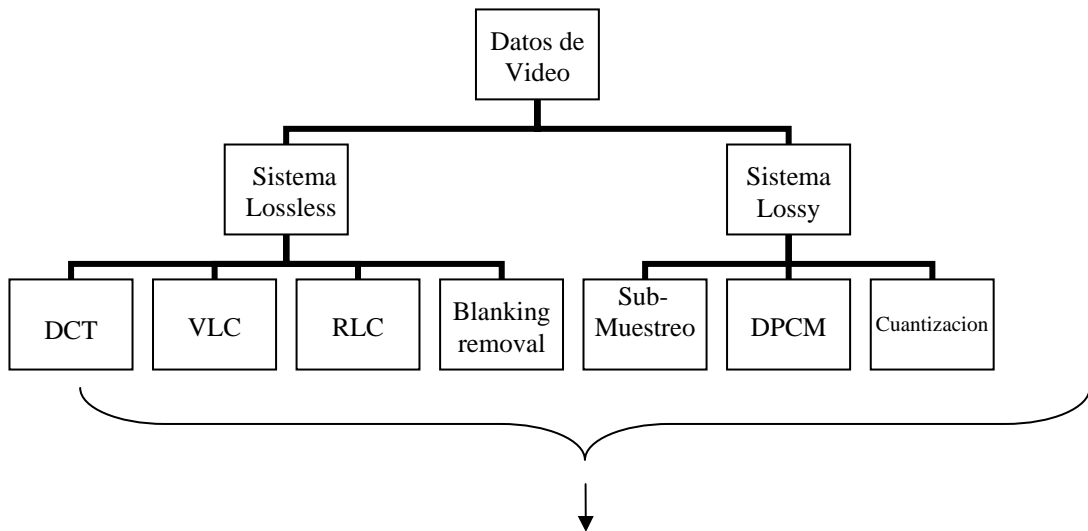 Datos de
Video
Sistema
Lossless
Sistema
Lossy
DCT
VLC
RLC
Blanking
removal
Sub-
Muestreo
DPCM
Cuantizacion